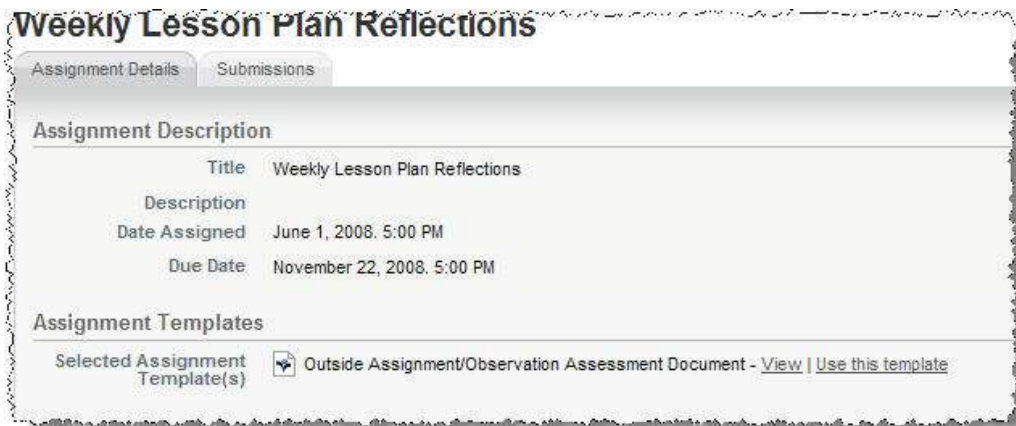 Weekly Lesson Plan Reflections
Assignment Details Submissions
Assignment Description
Title Weekly Lesson Plan Reflections
Description
Date Assigned June 1, 2008. 5:00 PM
Due Date November 22, 2008. 5:00 PM
Assignment Templates
Selected Assignment Outside Assignment/Observation Assessment Document - View | Use this template
Template(s)